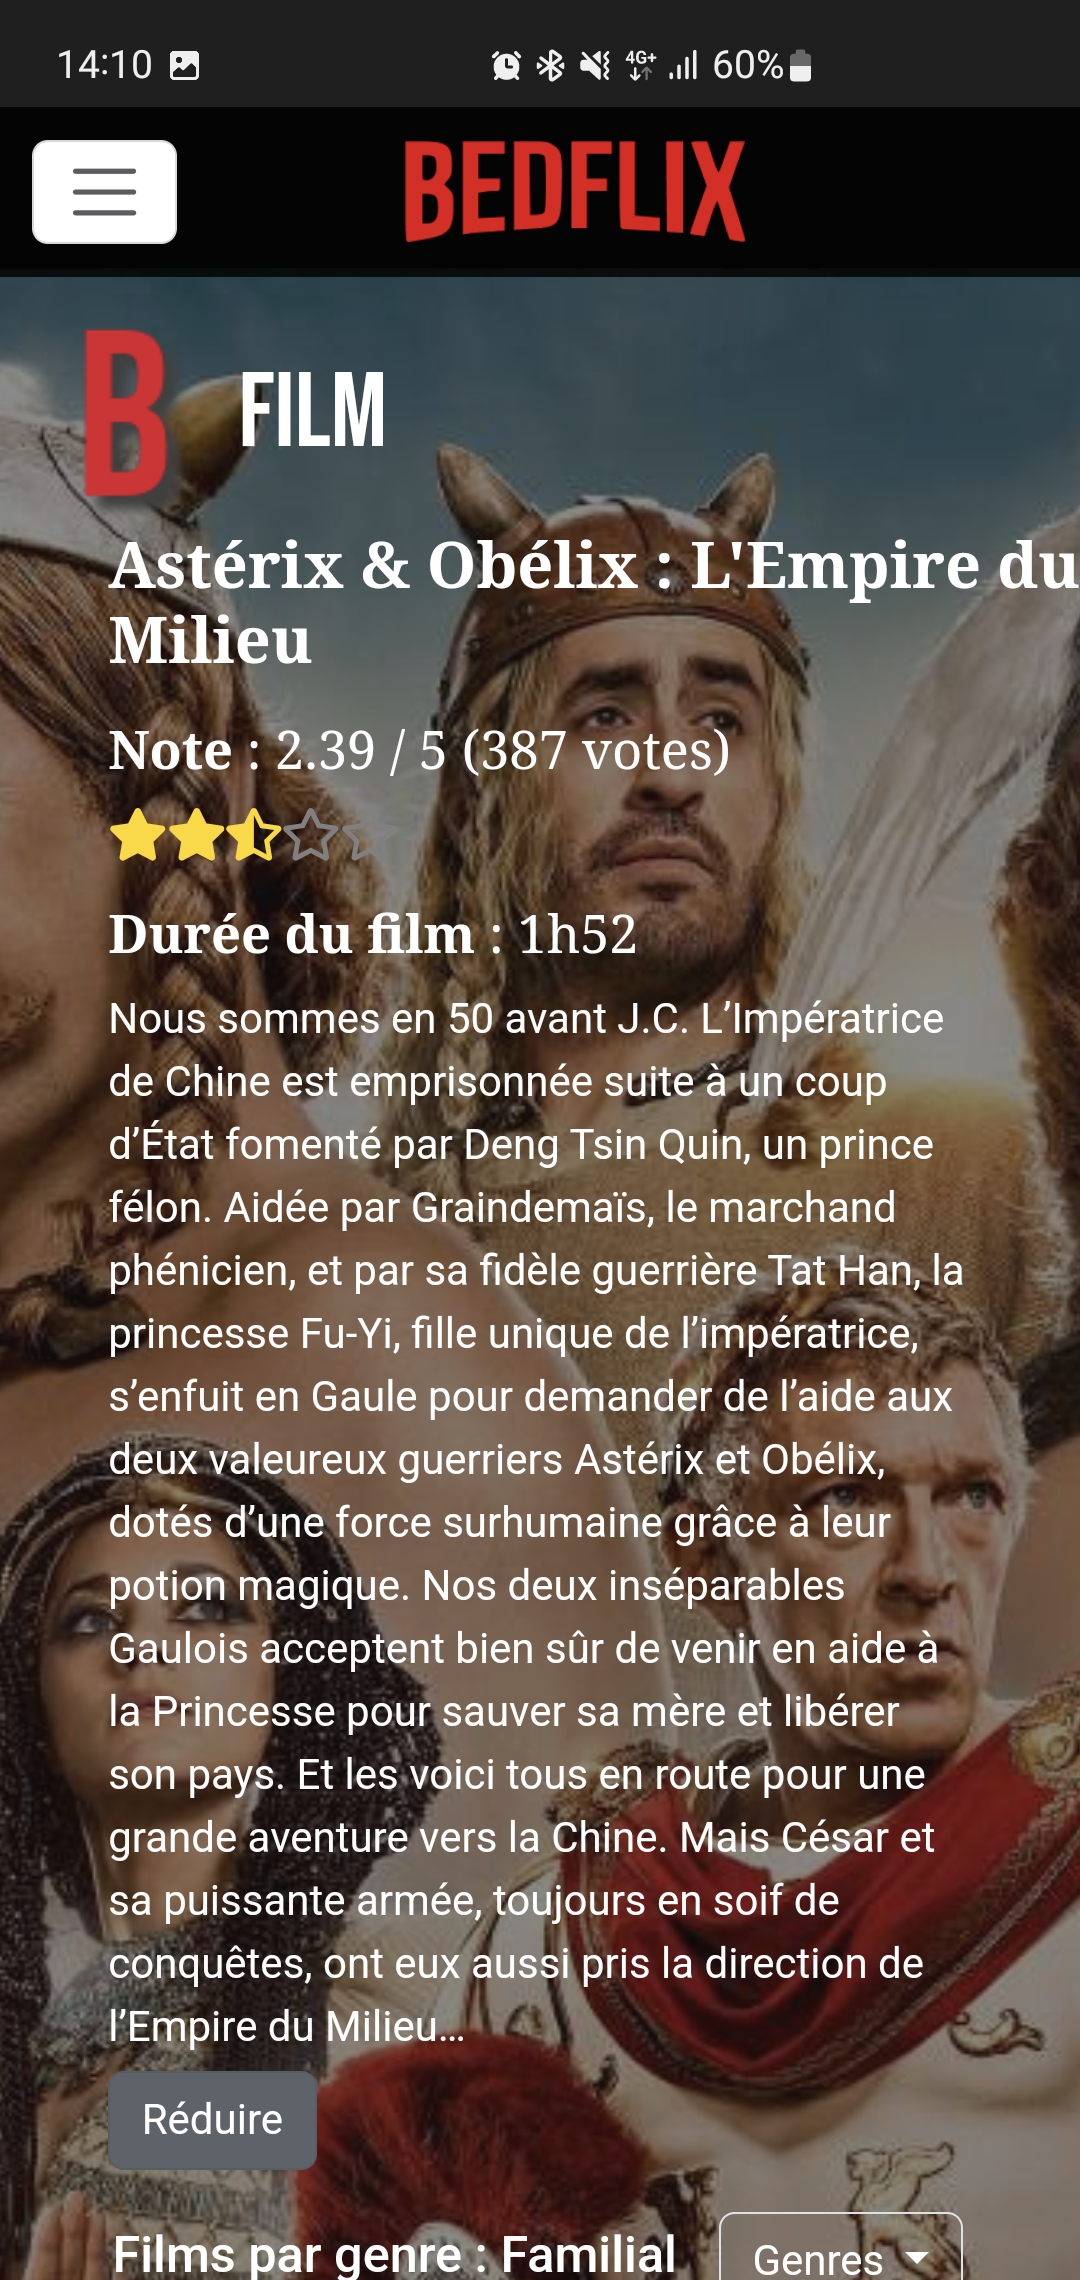 14:10 4G+ 60%
BEDFLIX
B FILM
Astérix & Obélix : L'Empire du
Milieu
Note : 2.39 / 5 (387 votes)
Durée du film : 1h52
Nous sommes en 50 avant J.C. L’Impératrice
de Chine est emprisonnée suite à un coup
d’État fomenté par Deng Tsin Quin, un prince
félon. Aidée par Graindemaïs, le marchand
phénicien, et par sa fidèle guerrière Tat Han, la
princesse Fu-Yi, fille unique de l’impératrice,
s’enfuit en Gaule pour demander de l’aide aux
deux valeureux guerriers Astérix et Obélix,
dotés d’une force surhumaine grâce à leur
potion magique. Nos deux inséparables
Gaulois acceptent bien sûr de venir en aide à
la Princesse pour sauver sa mère et libérer
son pays. Et les voici tous en route pour une
grande aventure vers la Chine. Mais César et
sa puissante armée, toujours en soif de
conquêtes, ont eux aussi pris la direction de
l’Empire du Milieu…
Réduire
Films par genre : Familial Genres